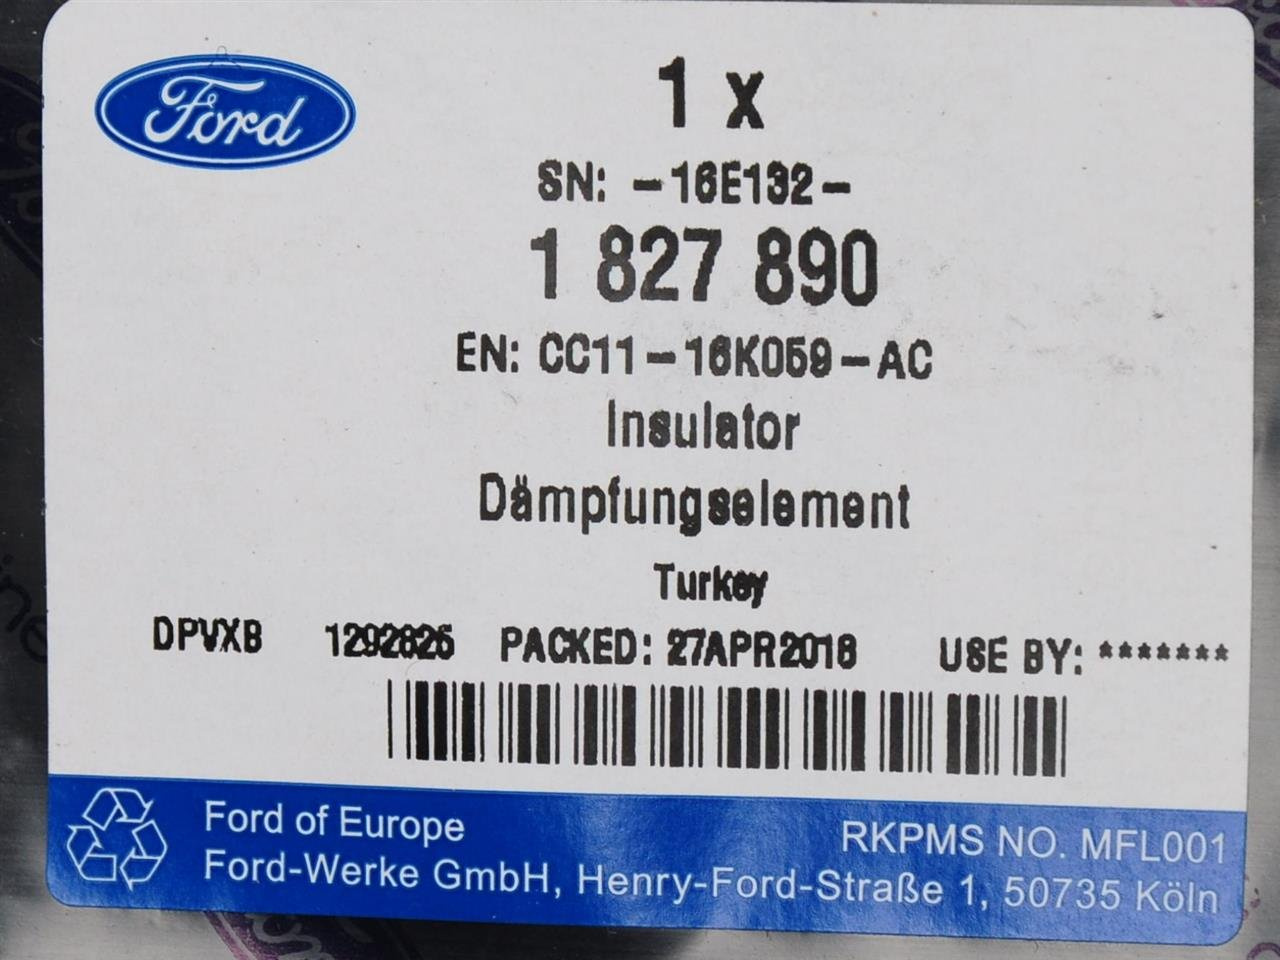 Ford
1 x
SN: -16E132-
1 827 890
EN: CC11-16K059-AC
Insulator
Dämpfungselement
Turkey
DPVXB 1292825 PACKED: 27APR2018 USE BY: *******
Ford of Europe
RKPMS NO. MFL001
Ford-Werke GmbH, Henry-Ford-Straße 1, 50735 Köln